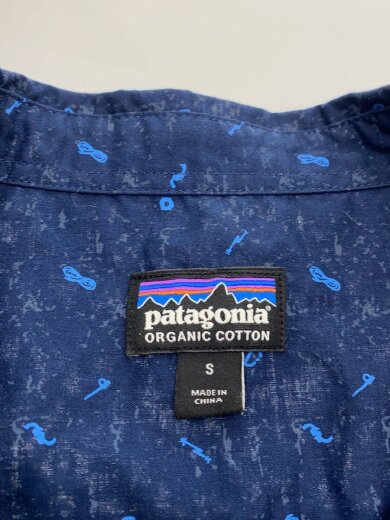 patagonia
ORGANIC COTTON
S
MADE IN
CHINA